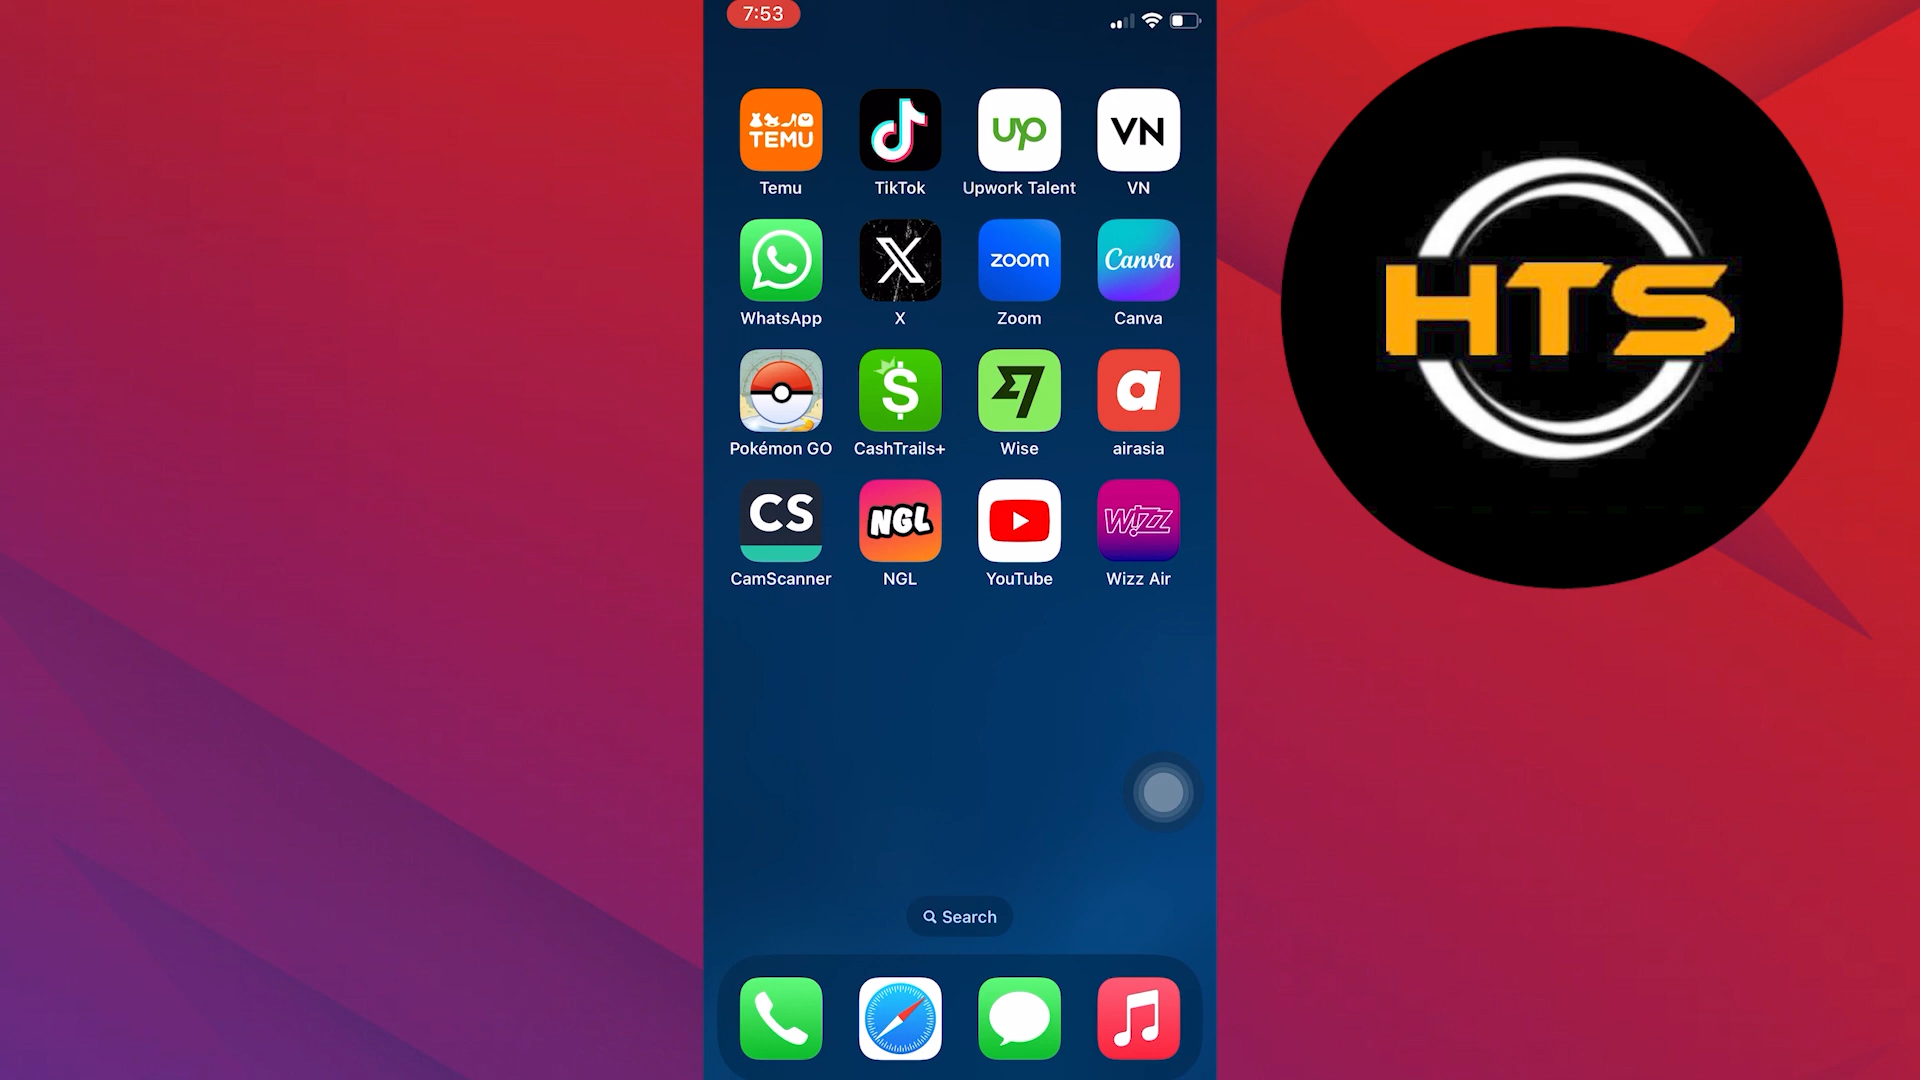 7:53
TEMU
up
VN
Temu
TikTok
Upwork Talent
VN
X
zoom
Canva
WhatsApp
X
Zoom
Canva
$
a
Pokémon GO
CashTrails+
Wise
airasia
CS
NGL
WIZZ
CamScanner
NGL
YouTube
Wizz Air
Search
HTS